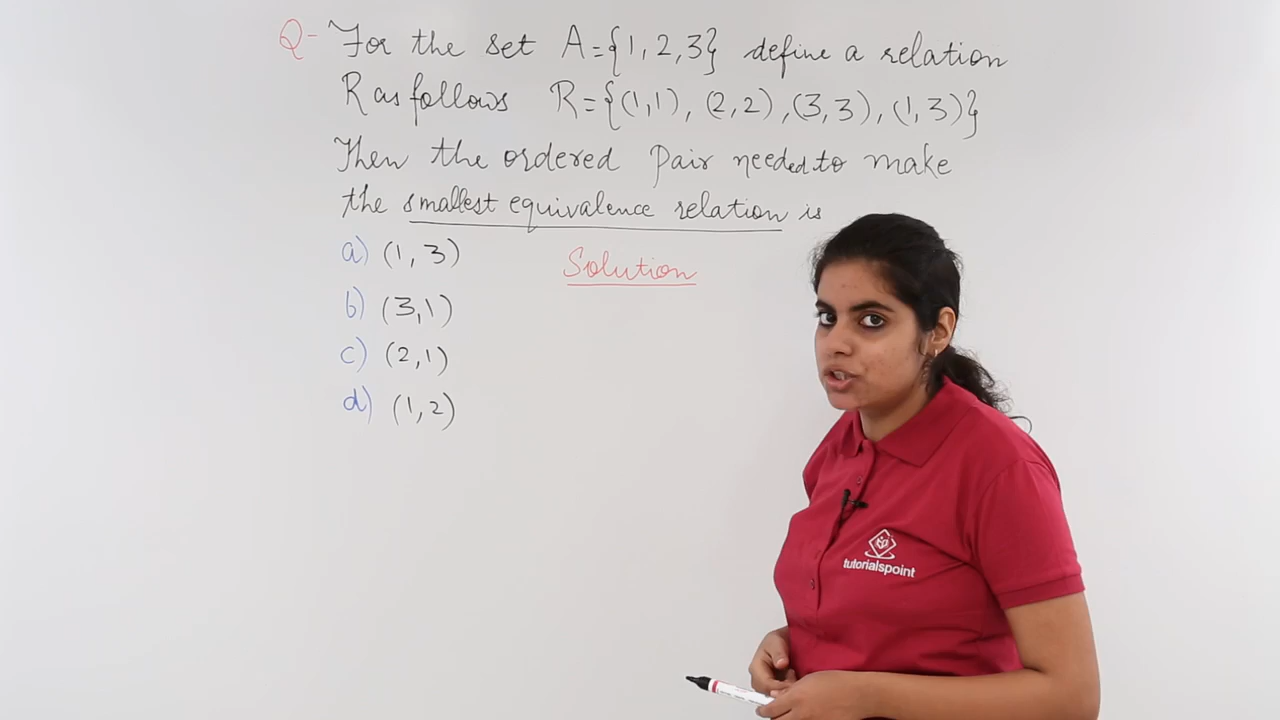 Q- For the set A={1,2,3} define a relation
R as follows R={(1,1), (2,2), (3,3), (1,3)}
Then the ordered pair needed to make
the smallest equivalence relation is
a) (1,3)
Solution
b) (3,1)
c) (2,1)
d) (1,2)
tutorialspoint